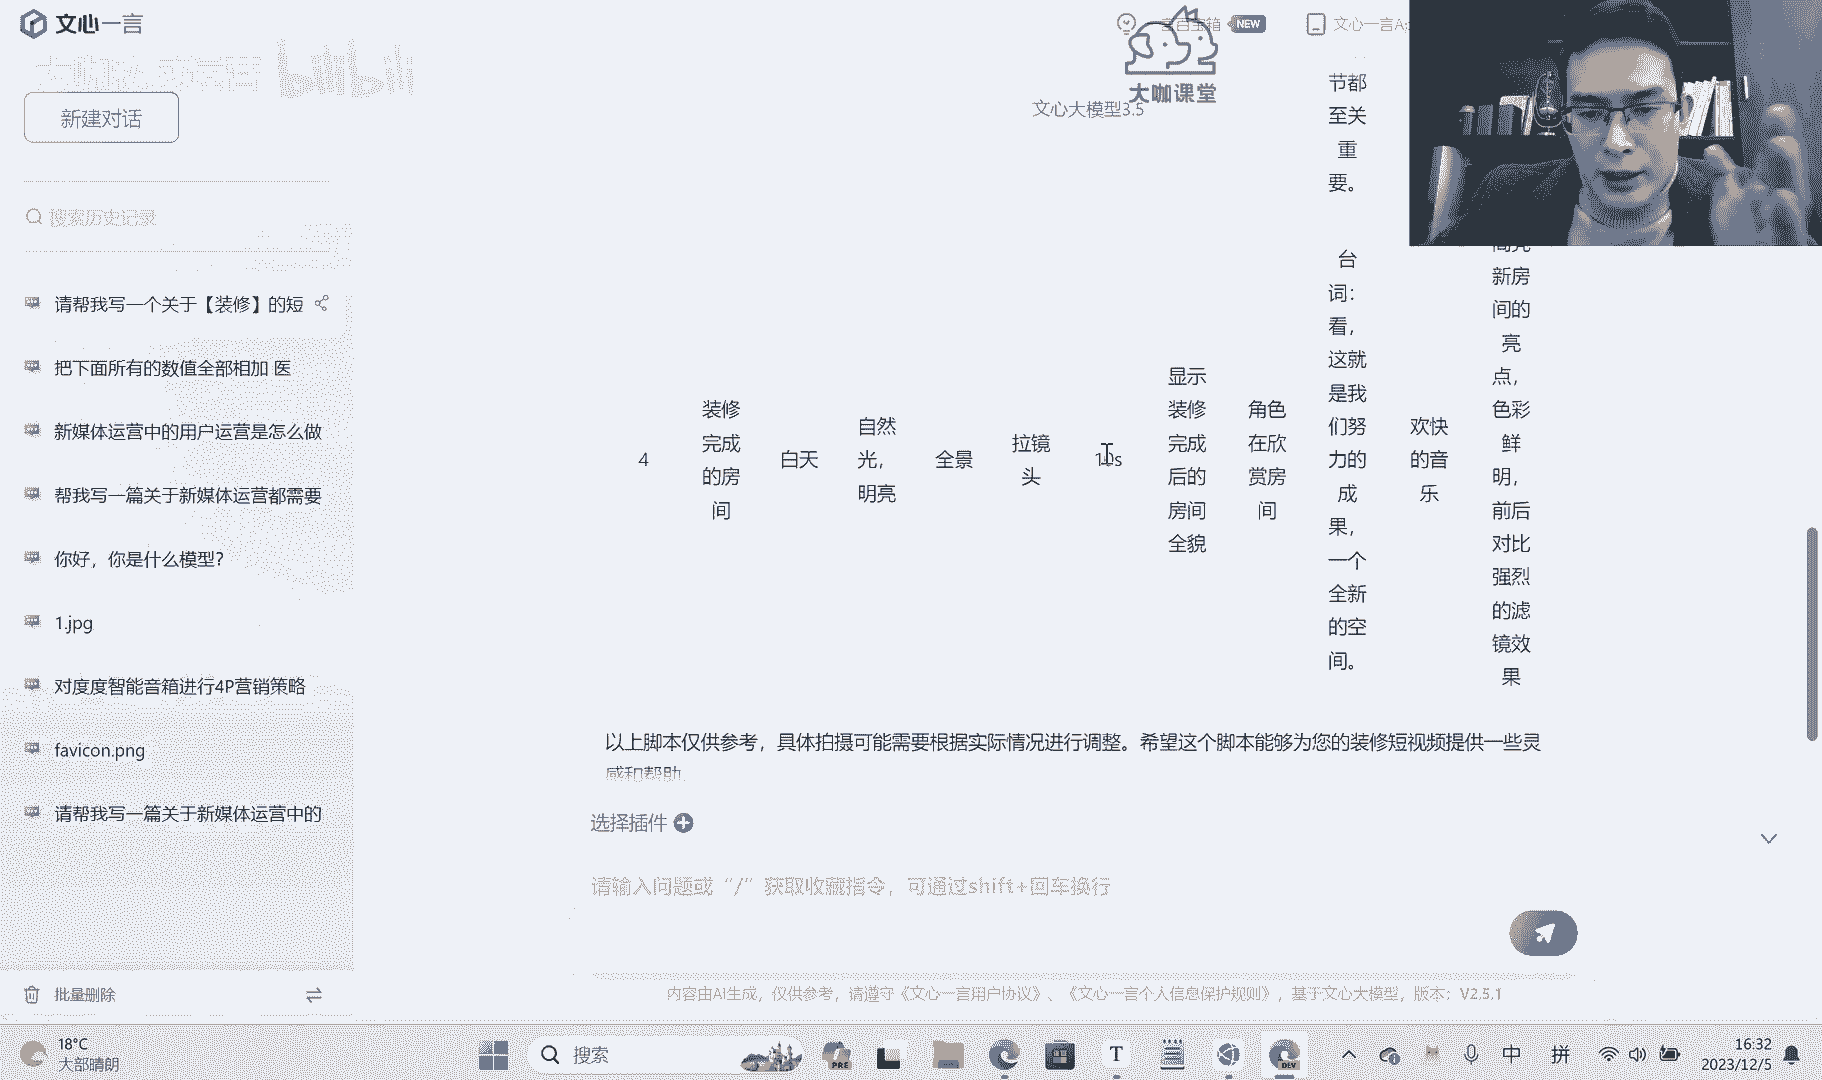 文心一言
NEW
文心一言A
bilibili
大咖课堂
新建对话
文心大模型3.5
搜索历史记录
请帮我写一个关于【装修】的短
把下面所有的数值全部相加 医
新媒体运营中的用户运营是怎么做
帮我写一篇关于新媒体运营都需要
你好，你是什么模型？
1.jpg
对度度智能音箱进行4P营销策略
favicon.png
请帮我写一篇关于新媒体运营中的
批量删除
4
装修
完成
的房
间
白天
自然
光，
明亮
全景
拉镜
头
显示
装修
完成
后的
房间
全貌
角色
在欣
赏房
间
节都
至关
重
要。
台
词：
看，
这就
是我
们努
力的
成
果，
一个
全新
的空
间。
欢快
的音
乐
新房
间的
亮
点，
色彩
鲜
明，
前后
对比
强烈
的滤
镜效
果
以上脚本仅供参考，具体拍摄可能需要根据实际情况进行调整。希望这个脚本能够为您的装修短视频提供一些灵
感和帮助
选择插件
请输入问题或“/”获取收藏指令，可通过shift+回车换行
内容由AI生成，仅供参考，请遵守《文心一言用户协议》、《文心一言个人信息保护规则》，基于文心大模型，版本：V2.5.1
18°C
大部晴朗
搜索
PRE
T
DEV
中
拼
16:32
2023/12/5